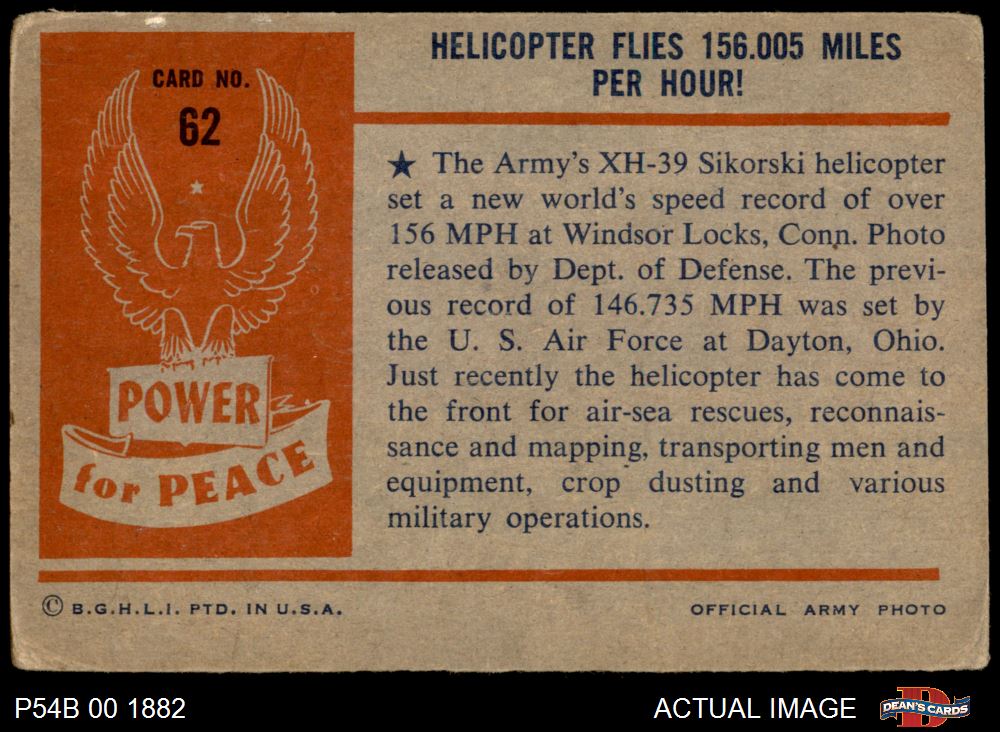 CARD NO.
62
POWER
for PEACE
HELICOPTER FLIES 156.005 MILES
PER HOUR!
★ The Army's XH-39 Sikorski helicopter
set a new world's speed record of over
156 MPH at Windsor Locks, Conn. Photo
released by Dept. of Defense. The previ-
ous record of 146.735 MPH was set by
the U. S. Air Force at Dayton, Ohio.
Just recently the helicopter has come to
the front for air-sea rescues, reconnais-
sance and mapping, transporting men and
equipment, crop dusting and various
military operations.
© B.G.H.L.I. PTD. IN U.S.A.
OFFICIAL ARMY PHOTO
P54B 00 1882
ACTUAL IMAGE
D
DEAN'S CARDS